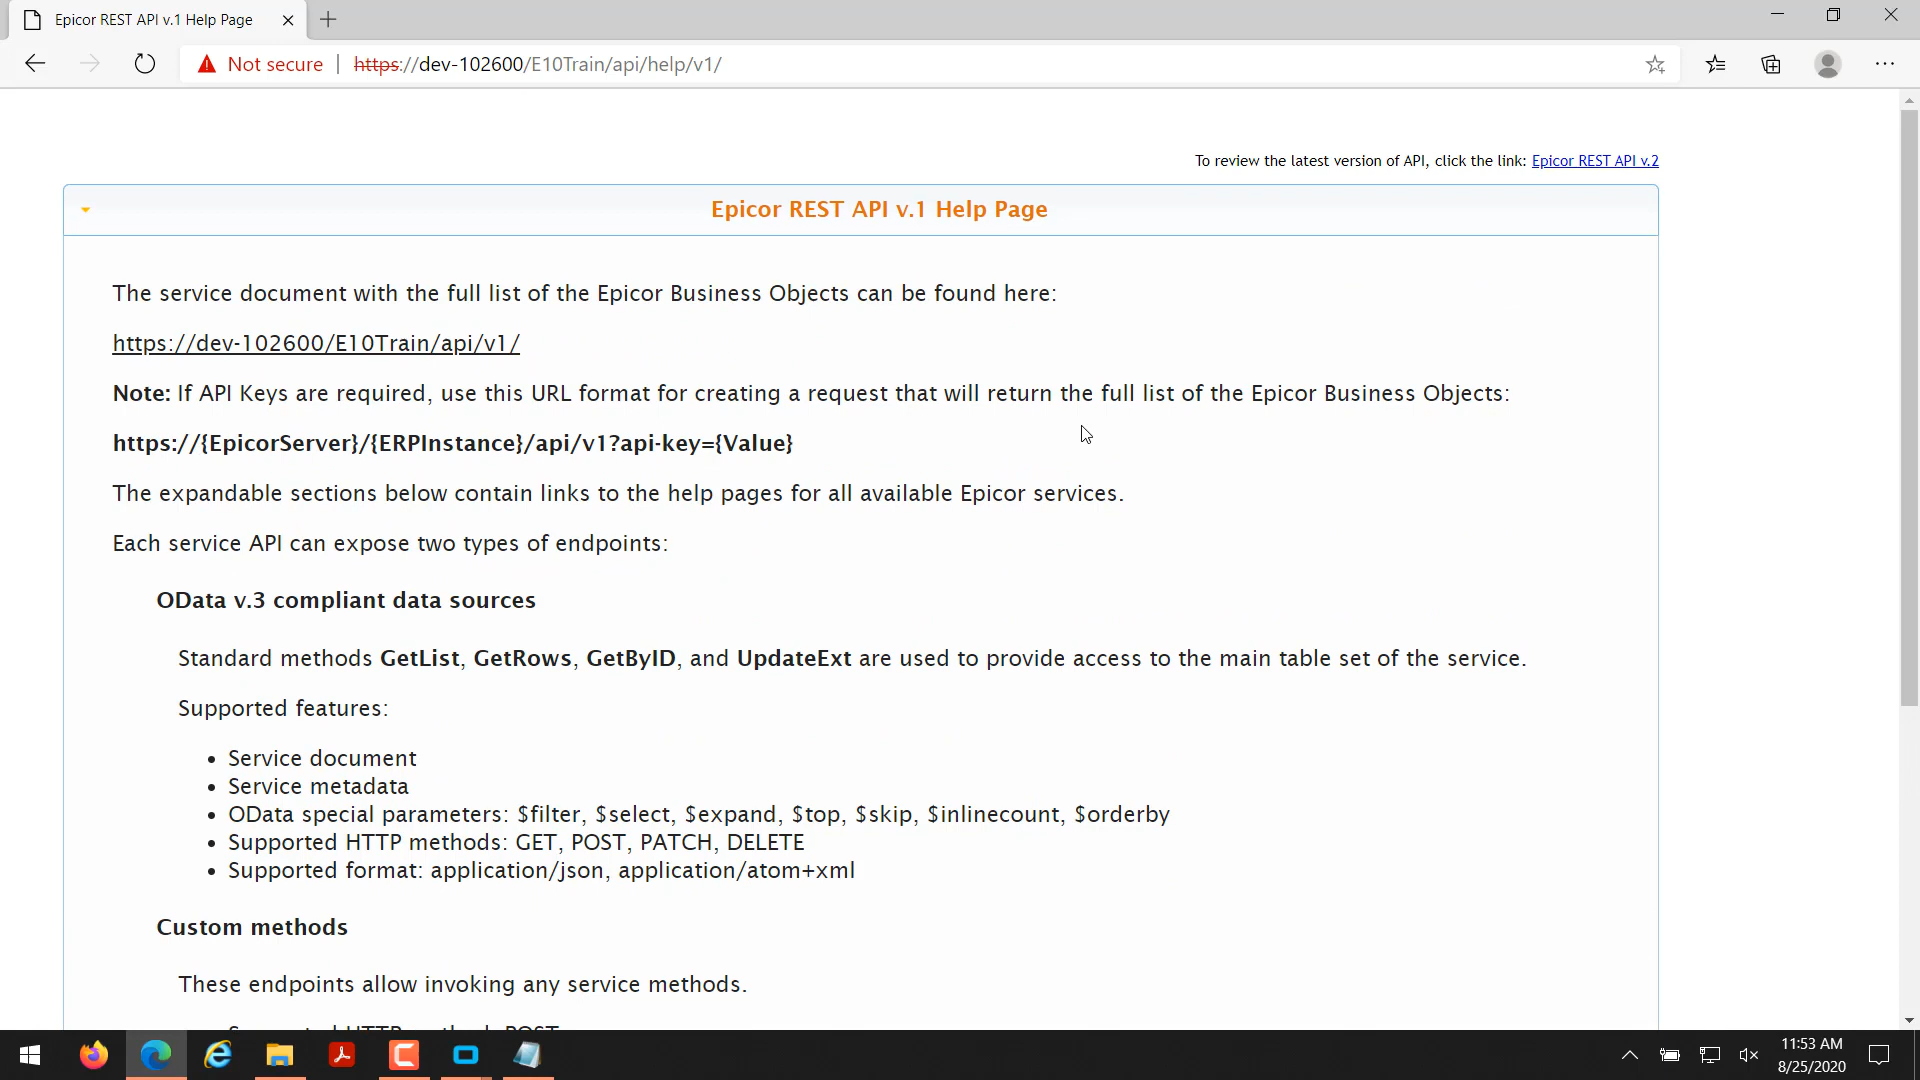 Epicor REST API v.1 Help Page
Not secure | https://dev-102600/E10Train/api/help/v1/
To review the latest version of API, click the link: Epicor REST API v.2
Epicor REST API v.1 Help Page
The service document with the full list of the Epicor Business Objects can be found here:
https://dev-102600/E10Train/api/v1/
Note: If API Keys are required, use this URL format for creating a request that will return the full list of the Epicor Business Objects:
https://{EpicorServer}/{ERPInstance}/api/v1?api-key={Value}
The expandable sections below contain links to the help pages for all available Epicor services.
Each service API can expose two types of endpoints:
OData v.3 compliant data sources
Standard methods GetList, GetRows, GetByID, and UpdateExt are used to provide access to the main table set of the service.
Supported features:
• Service document
• Service metadata
• OData special parameters: $filter, $select, $expand, $top, $skip, $inlinecount, $orderby
• Supported HTTP methods: GET, POST, PATCH, DELETE
• Supported format: application/json, application/atom+xml
Custom methods
These endpoints allow invoking any service methods.
11:53 AM
8/25/2020